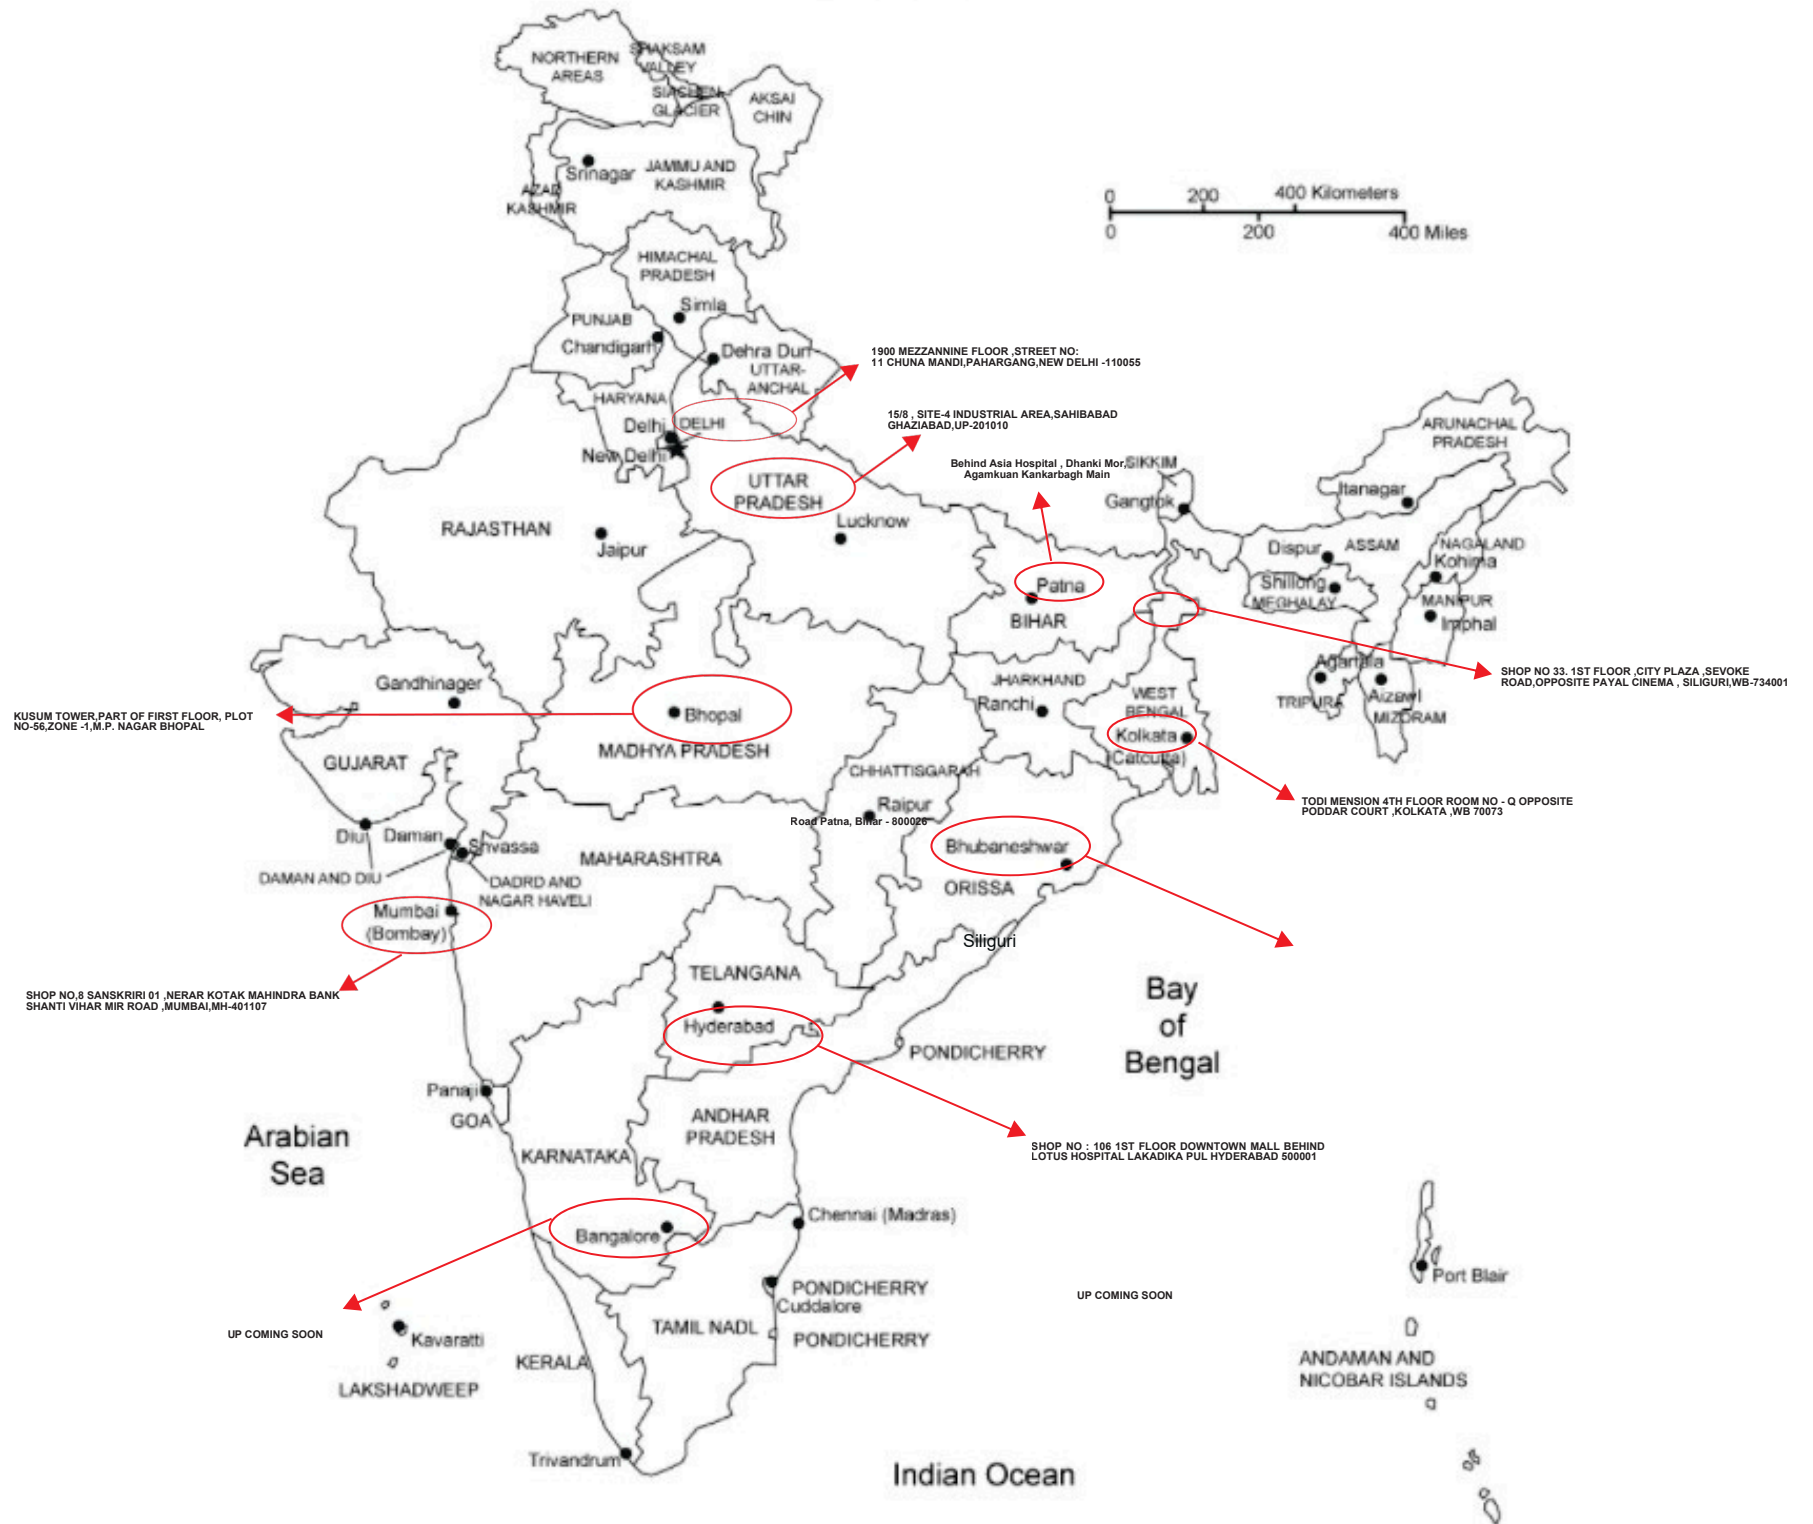 NORTHERN
AREAS
SHAKSAM
VALLEY
SIACHEN
GLACIER
AKSAI
CHIN
Srinagar
JAMMU AND
KASHMIR
AZAD
KASHMIR
0 200 400 Kilometers
0 200 400 Miles
HIMACHAL
PRADESH
Simla
PUNJAB
Chandigarh
Dehra Dun
UTTAR-
ANCHAL
1900 MEZZANNINE FLOOR ,STREET NO:
11 CHUNA MANDI,PAHARGANG,NEW DELHI -110055
HARYANA
Delhi
DELHI
New Delhi
15/8 , SITE-4 INDUSTRIAL AREA,SAHIBABAD
GHAZIABAD,UP-201010
ARUNACHAL
PRADESH
Behind Asia Hospital , Dhanki Mor,
Agamkuan Kankarbagh Main
SIKKIM
Gangtok
Itanagar
UTTAR
PRADESH
Lucknow
RAJASTHAN
Jaipur
Dispur
ASSAM
NAGALAND
Kohima
Shillong
MEGHALAY
MANIPUR
Imphal
Patna
BIHAR
Agartala
TRIPURA
Aizawl
MIZORAM
SHOP NO 33. 1ST FLOOR ,CITY PLAZA ,SEVOKE
ROAD,OPPOSITE PAYAL CINEMA , SILIGURI,WB-734001
Gandhinager
JHARKHAND
Ranchi
WEST
BENGAL
Kolkata
(Catcutta)
KUSUM TOWER,PART OF FIRST FLOOR, PLOT
NO-56,ZONE -1,M.P. NAGAR BHOPAL
Bhopal
MADHYA PRADESH
GUJARAT
CHHATTISGARAH
Raipur
Road Patna, Bihar - 800026
TODI MENSION 4TH FLOOR ROOM NO - Q OPPOSITE
PODDAR COURT ,KOLKATA ,WB 70073
Diu
Daman
Shvassa
DAMAN AND DIU
DADRD AND
NAGAR HAVELI
MAHARASHTRA
Bhubaneshwar
ORISSA
Mumbai
(Bombay)
Siliguri
SHOP NO,8 SANSKRIRI 01 ,NERAR KOTAK MAHINDRA BANK
SHANTI VIHAR MIR ROAD ,MUMBAI,MH-401107
TELANGANA
Hyderabad
Bay
of
Bengal
PONDICHERRY
Panaji
GOA
Arabian
Sea
ANDHAR
PRADESH
KARNATAKA
SHOP NO : 106 1ST FLOOR DOWNTOWN MALL BEHIND
LOTUS HOSPITAL LAKADIKA PUL HYDERABAD 500001
Bangalore
Chennai (Madras)
PONDICHERRY
Cuddalore
UP COMING SOON
Port Blair
UP COMING SOON
Kavaratti
TAMIL NADL
PONDICHERRY
KERALA
LAKSHADWEEP
ANDAMAN AND
NICOBAR ISLANDS
Trivandrum
Indian Ocean